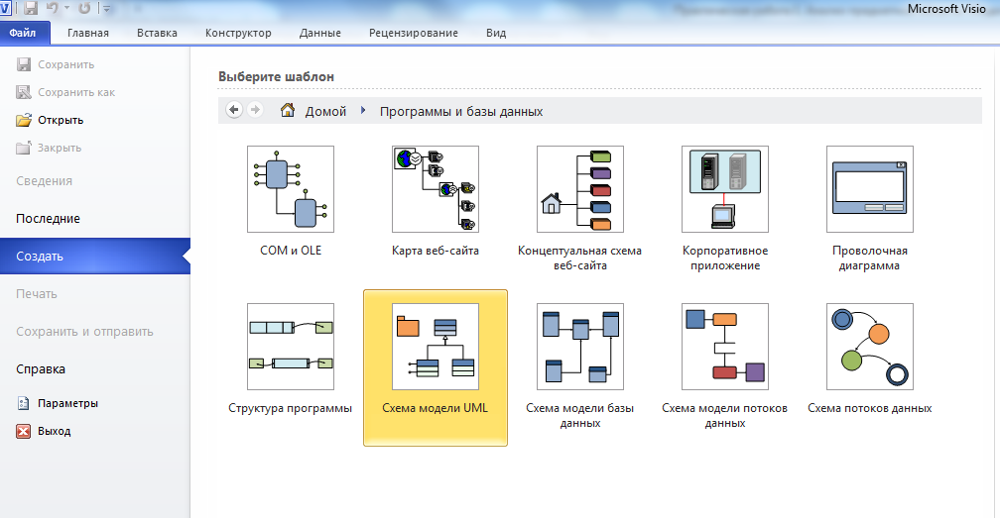 Microsoft Visio
Файл Главная Вставка Конструктор Данные Рецензирование Вид
Сохранить
Сохранить как
Открыть
Закрыть
Сведения
Последние
Создать
Печать
Сохранить и отправить
Справка
Параметры
Выход
Выберите шаблон
Домой Программы и базы данных
COM и OLE
Карта веб-сайта
Концептуальная схема
веб-сайта
Корпоративное
приложение
Проволочная
диаграмма
Структура программы
Схема модели UML
Схема модели базы
данных
Схема модели потоков
данных
Схема потоков данных